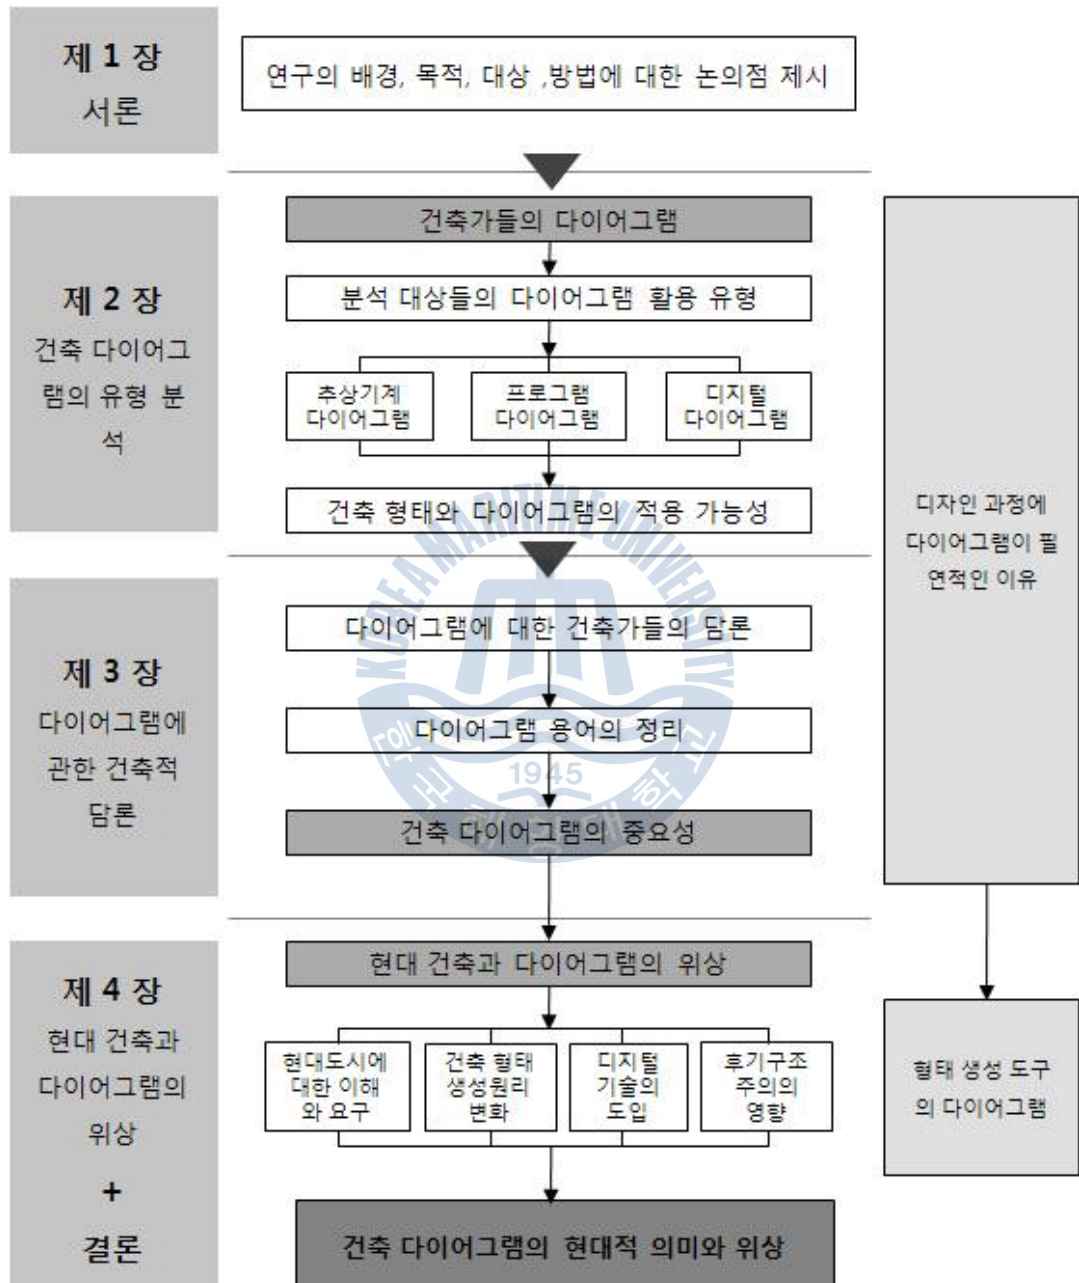 제 1 장
서론
연구의 배경, 목적, 대상 ,방법에 대한 논의점 제시
제 2 장
건축 다이어그
램의 유형 분
석
건축가들의 다이어그램
분석 대상들의 다이어그램 활용 유형
추상기계
다이어그램
프로그램
다이어그램
디지털
다이어그램
건축 형태와 다이어그램의 적용 가능성
제 3 장
다이어그램에
관한 건축적
담론
다이어그램에 대한 건축가들의 담론
다이어그램 용어의 정리
건축 다이어그램의 중요성
디자인 과정에
다이어그램이 필
연적인 이유
제 4 장
현대 건축과
다이어그램의
위상
+
결론
현대 건축과 다이어그램의 위상
현대도시에
대한 이해
와 요구
건축 형태
생성원리
변화
디지털
기술의
도입
후기구조
주의의
영향
건축 다이어그램의 현대적 의미와 위상
형태 생성 도구
의 다이어그램
KOREA MARITIME UNIVERSITY
1945
한국해양대학교